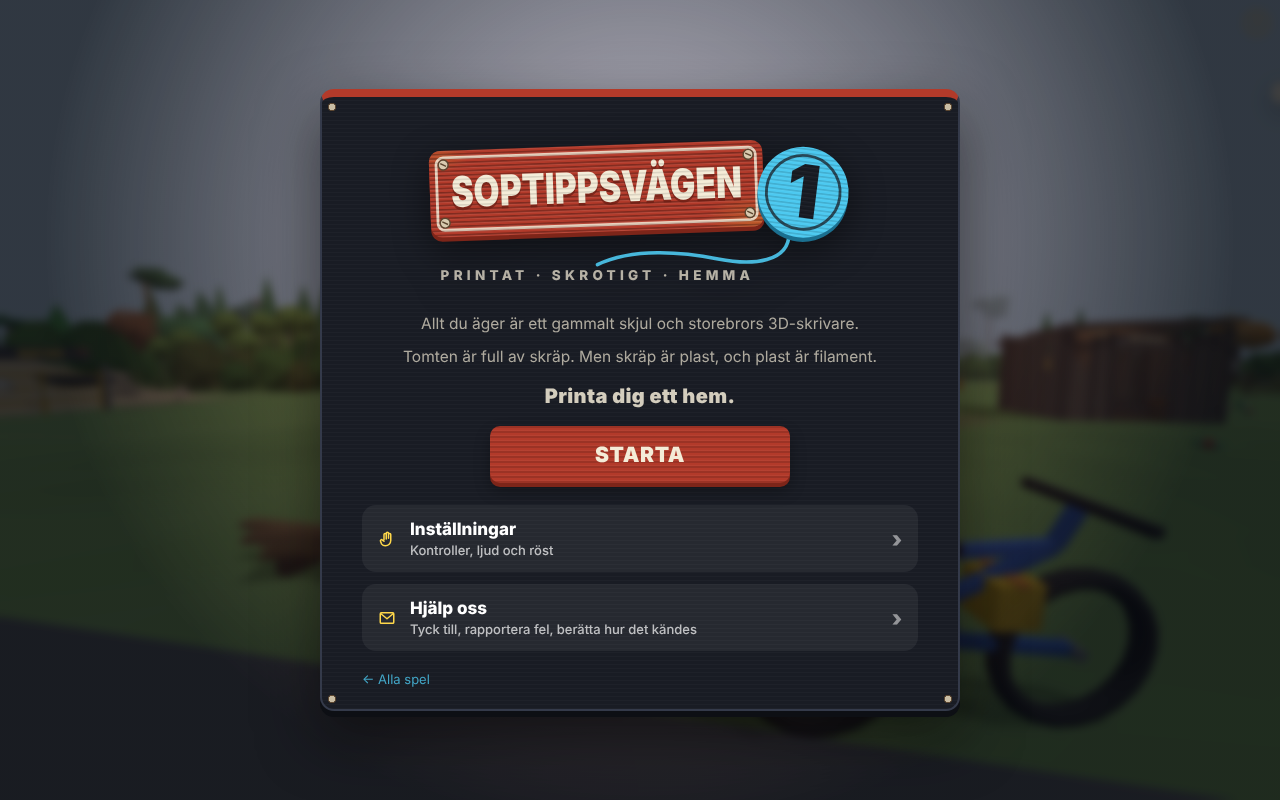 SOPTIPPSVÄGEN 1
PRINTAT · SKROTIGT · HEMMA
Allt du äger är ett gammalt skjul och storebrors 3D-skrivare.
Tomten är full av skräp. Men skräp är plast, och plast är filament.
Printa dig ett hem.
STARTA
Inställningar
Kontroller, ljud och röst
Hjälp oss
Tyck till, rapportera fel, berätta hur det kändes
← Alla spel